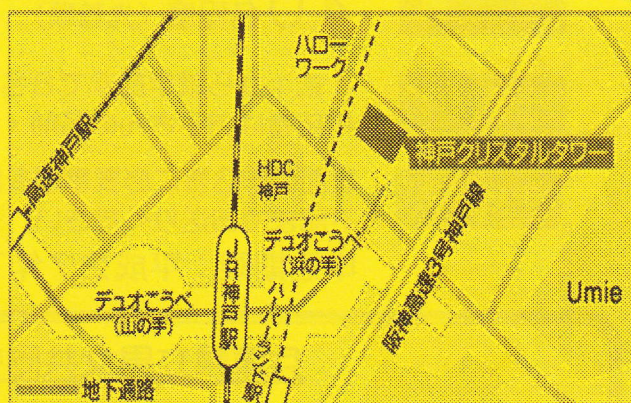 ハロー
ワーク
高速神戸駅
神戸クリスタルタワー
HDC
神戸
デュオこうべ
(浜の手)
阪神高速3号神戸線
Umie
デュオこうべ
(山の手)
JR神戸駅
ハーバーランド駅
地下通路